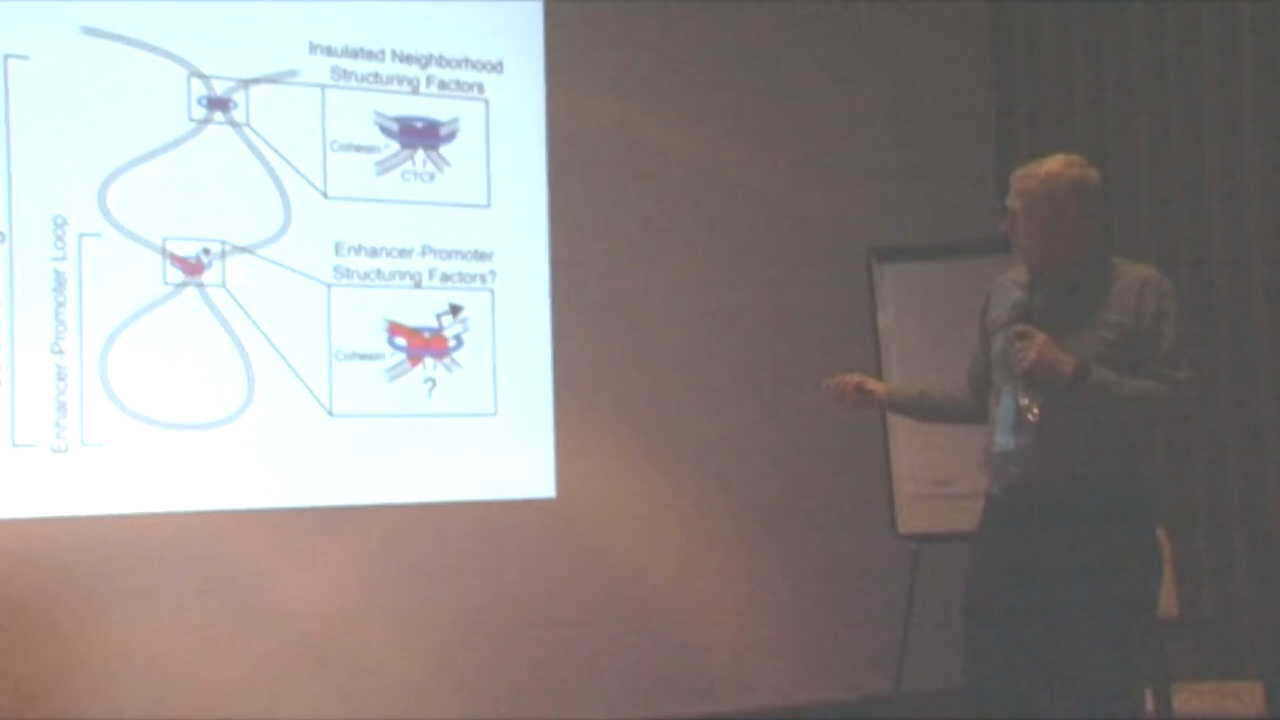 Insulated Neighborhood
Structuring Factors
Cohesin
CTCF
Enhancer-Promoter
Structuring Factors?
Cohesin
?
Enhancer-Promoter Loop